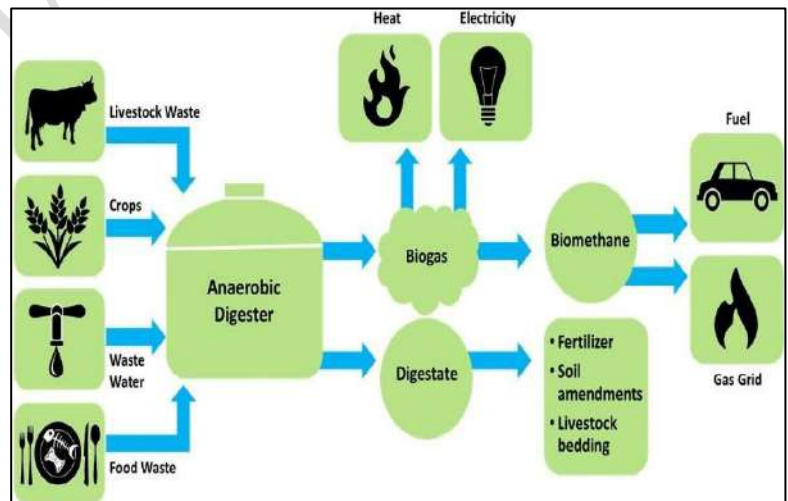 Heat
Electricity
Livestock Waste
Crops
Waste
Water
Food Waste
Anaerobic
Digester
Biogas
Digestate
Biomethane
• Fertilizer
• Soil
amendments
• Livestock
bedding
Fuel
Gas Grid